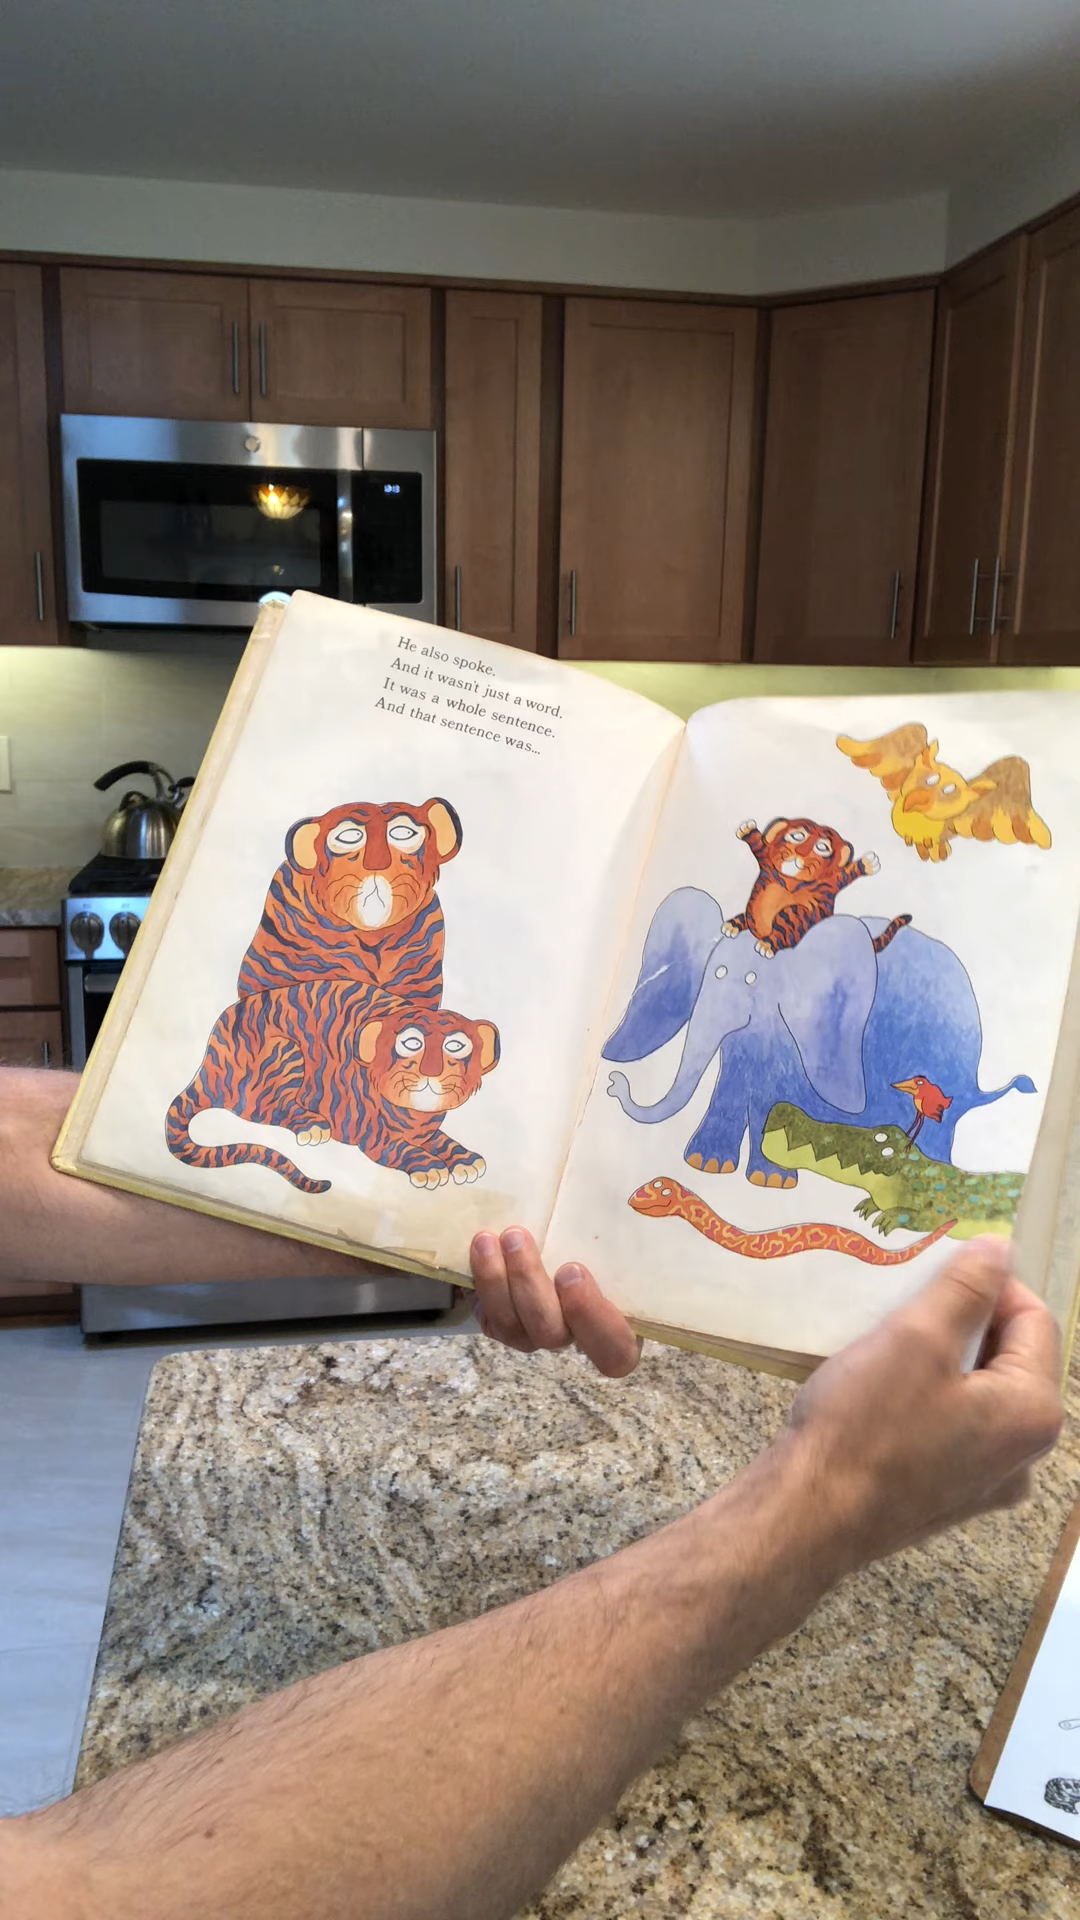 He also spoke.
And it wasn't just a word.
It was a whole sentence.
And that sentence was...